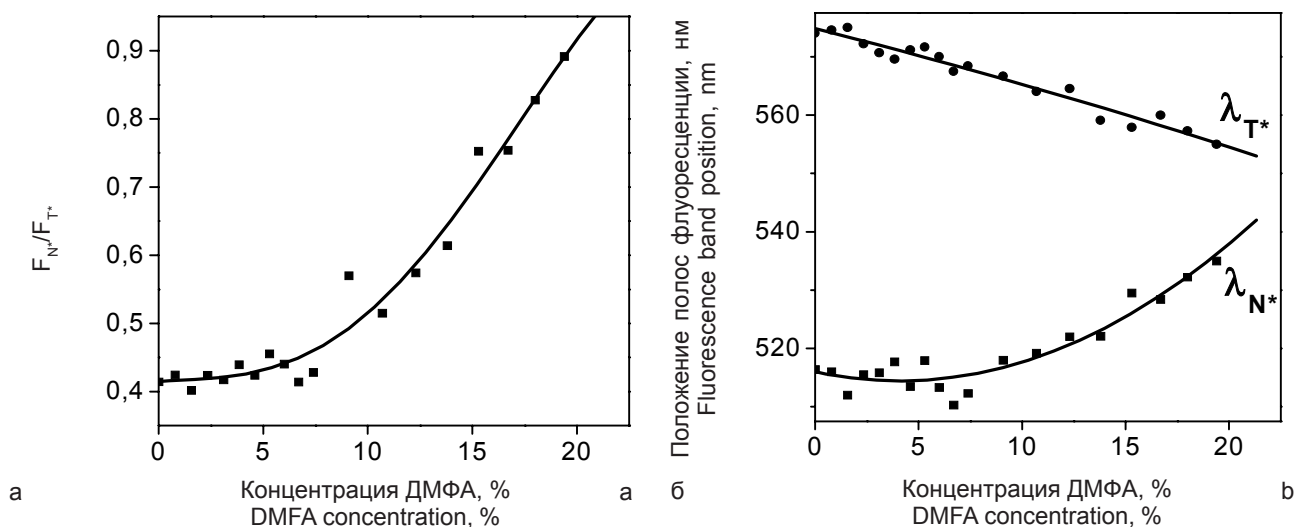 0,9
0,8
0,7
0,6
0,5
0,4
F_N*/F_T*
0 5 10 15 20
Концентрация ДМФА, %
DMFA concentration, %
а
a
Положение полос флуоресценции, нм
Fluorescence band position, nm
560
540
520
λ_T*
λ_N*
0 5 10 15 20
Концентрация ДМФА, %
DMFA concentration, %
б
b